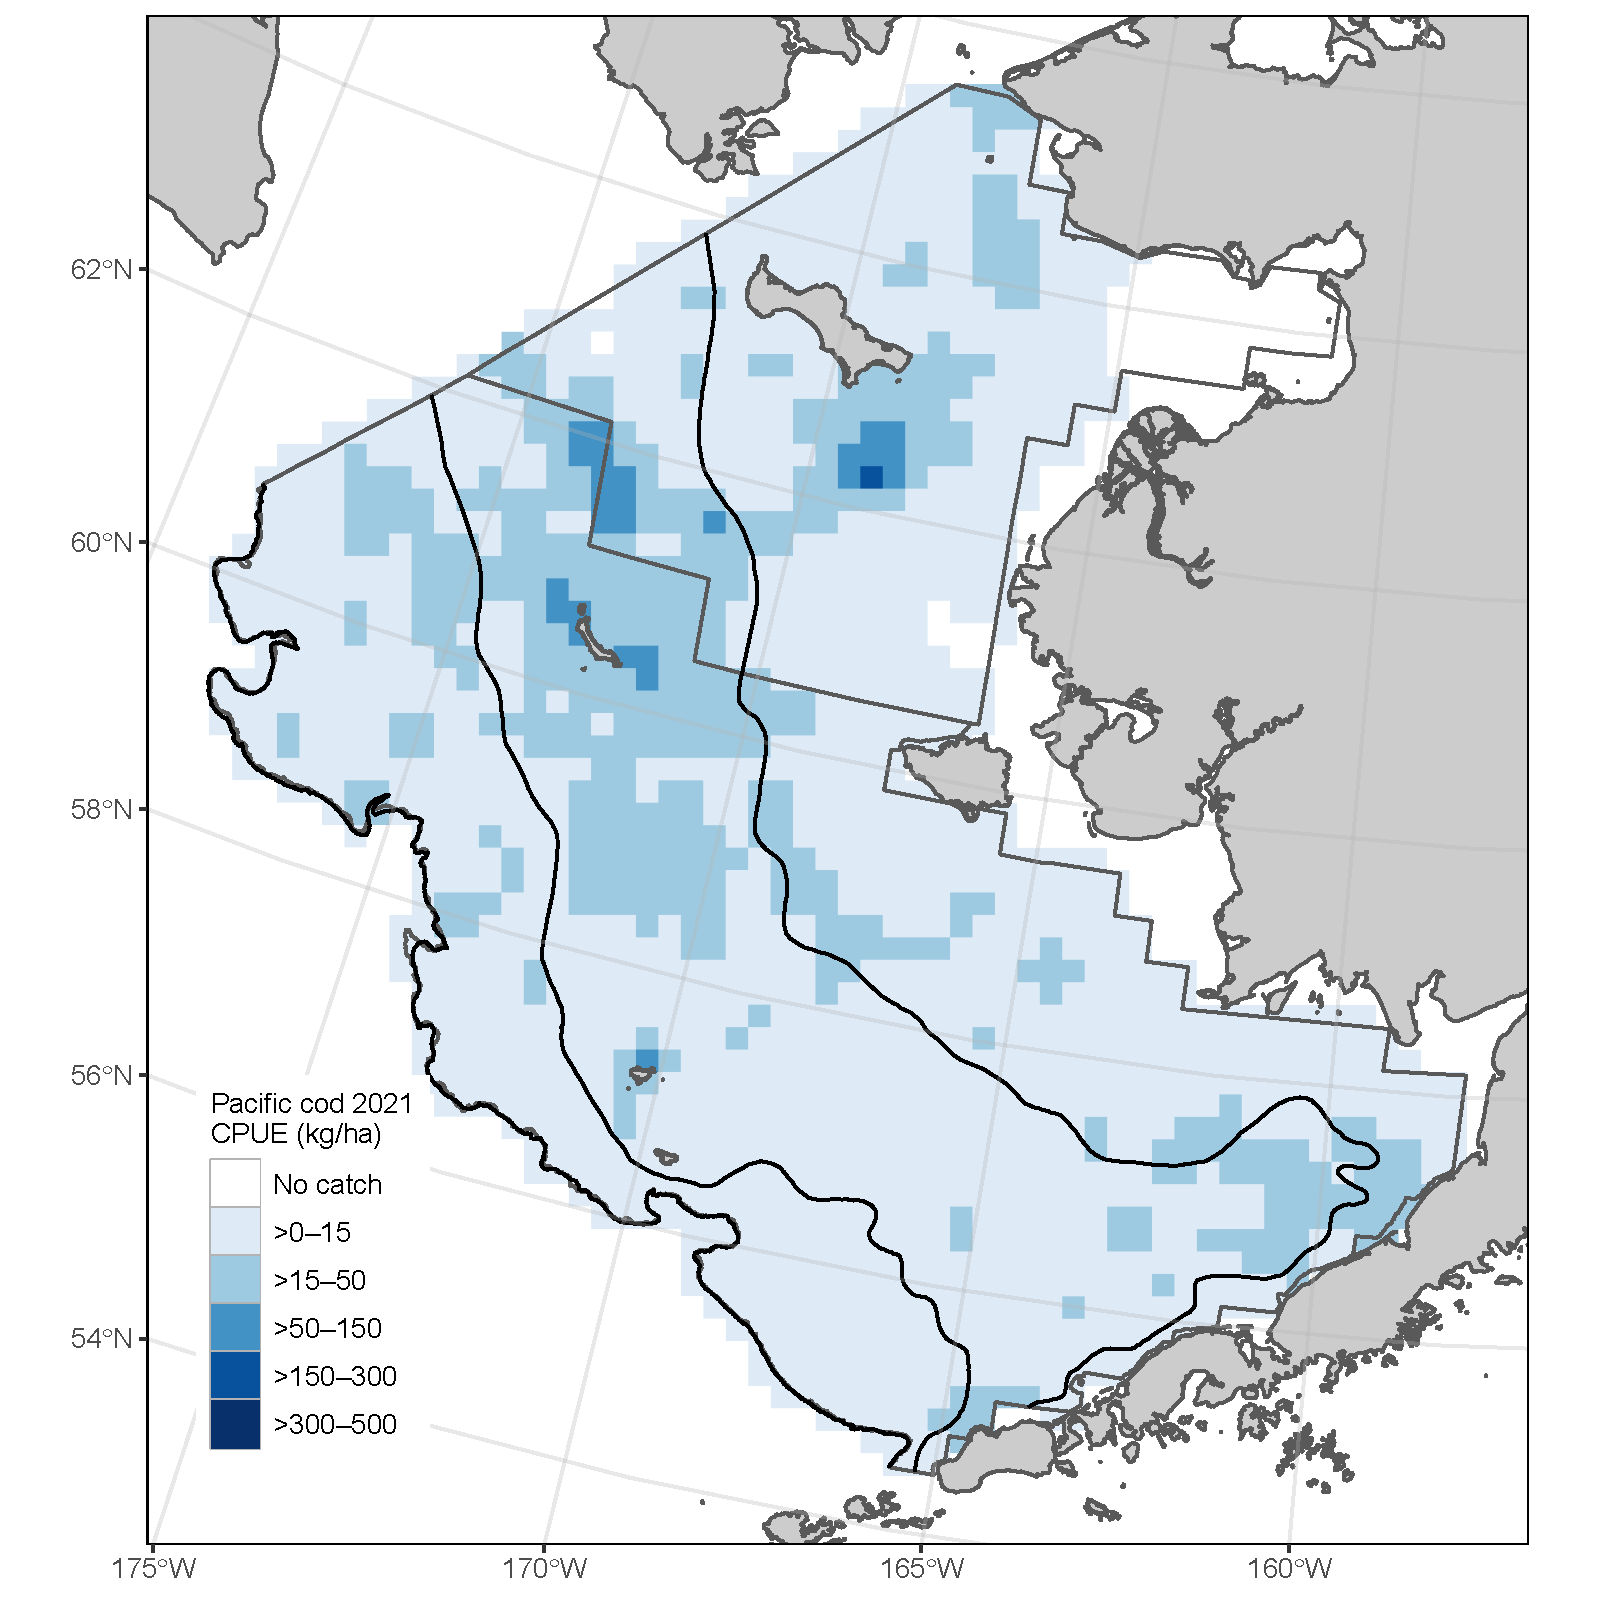 62°N
60°N
58°N
56°N
54°N
Pacific cod 2021
CPUE (kg/ha)
No catch
>0–15
>15–50
>50–150
>150–300
>300–500
175°W 170°W 165°W 160°W